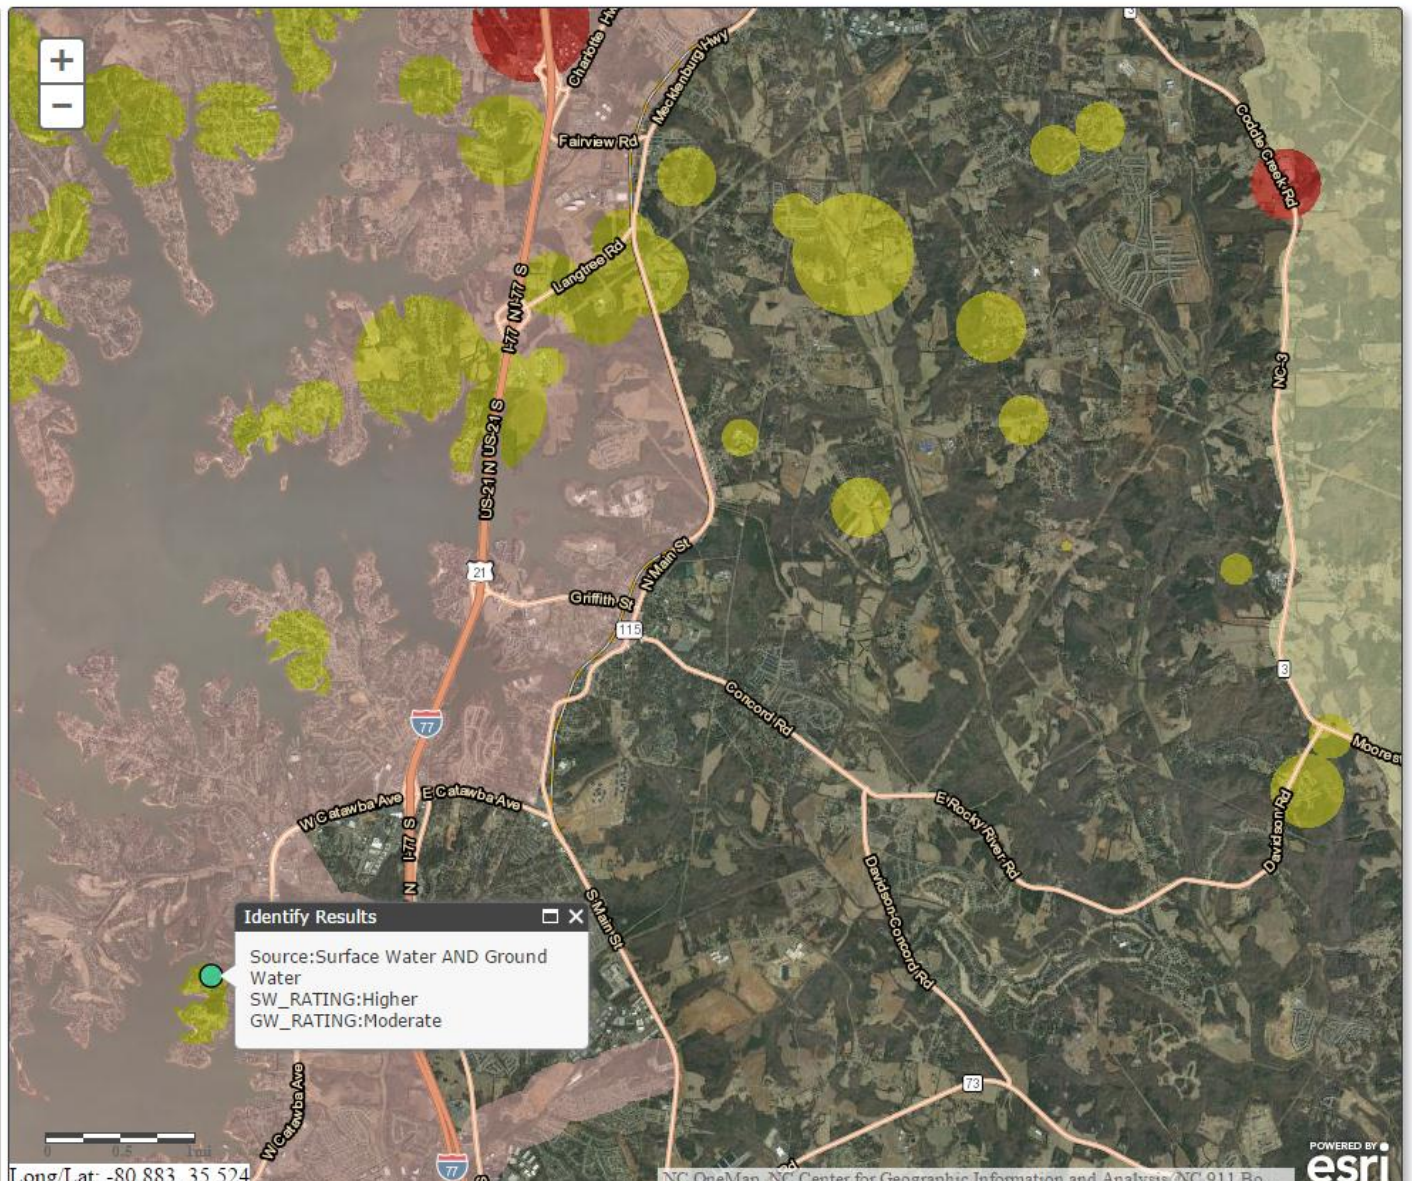 3
+
−
Charlotte Hw
Mecklenburg Hwy
Fairview Rd
Coddle Creek Rd
Langtree Rd
I-77 N I-77 S
NC-3
US-21 N US-21 S
N Main St
21
Griffith St
115
3
Concord Rd
77
Mooresv
W Catawba Ave
E Catawba Ave
E Rocky River Rd
Davidson Rd
I-77 S
N
Davidson-Concord Rd
S Main St
Identify Results
Source:Surface Water AND Ground
Water
SW_RATING:Higher
GW_RATING:Moderate
73
W Catawba Ave
0 0.5 1mi
77
Rd
S
POWERED BY
esri
Long/Lat: -80.883, 35.524
NC OneMap, NC Center for Geographic Information and Analysis, NC 911 Bo...